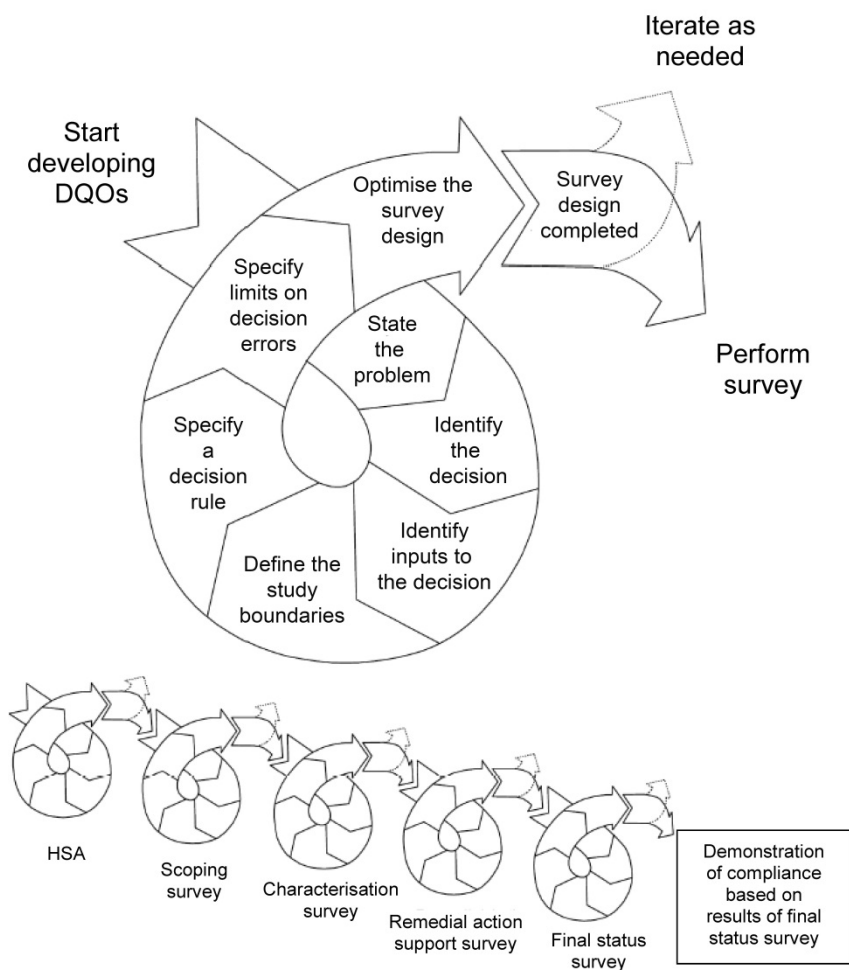 Iterate as
needed
Start
developing
DQOs
Optimise the
survey
design
Survey
design
completed
Specify
limits on
decision
errors
State
the
problem
Perform
survey
Specify
a
decision
rule
Identify
the
decision
Define the
study
boundaries
Identify
inputs to
the decision
HSA
Scoping
survey
Characterisation
survey
Remedial action
support survey
Final status
survey
Demonstration
of compliance
based on
results of final
status survey